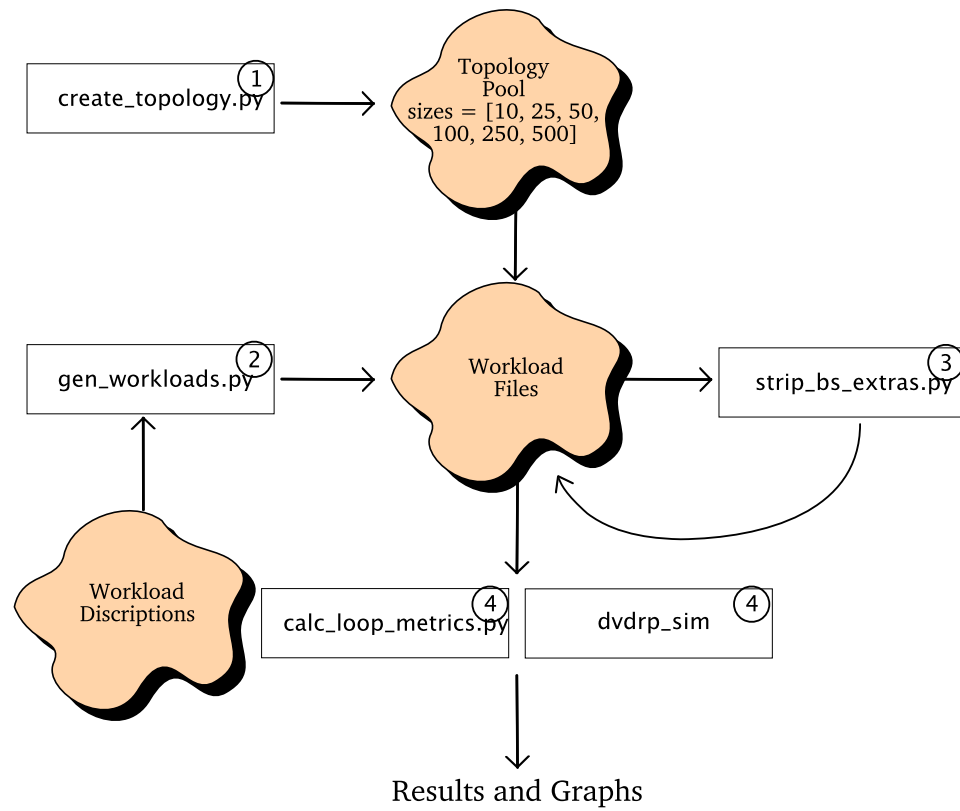 1
create_topology.py
Topology
Pool
sizes = [10, 25, 50,
100, 250, 500]
2
gen_workloads.py
Workload
Files
3
strip_bs_extras.py
Workload
Discriptions
4
calc_loop_metrics.py
4
dvdrp_sim
Results and Graphs